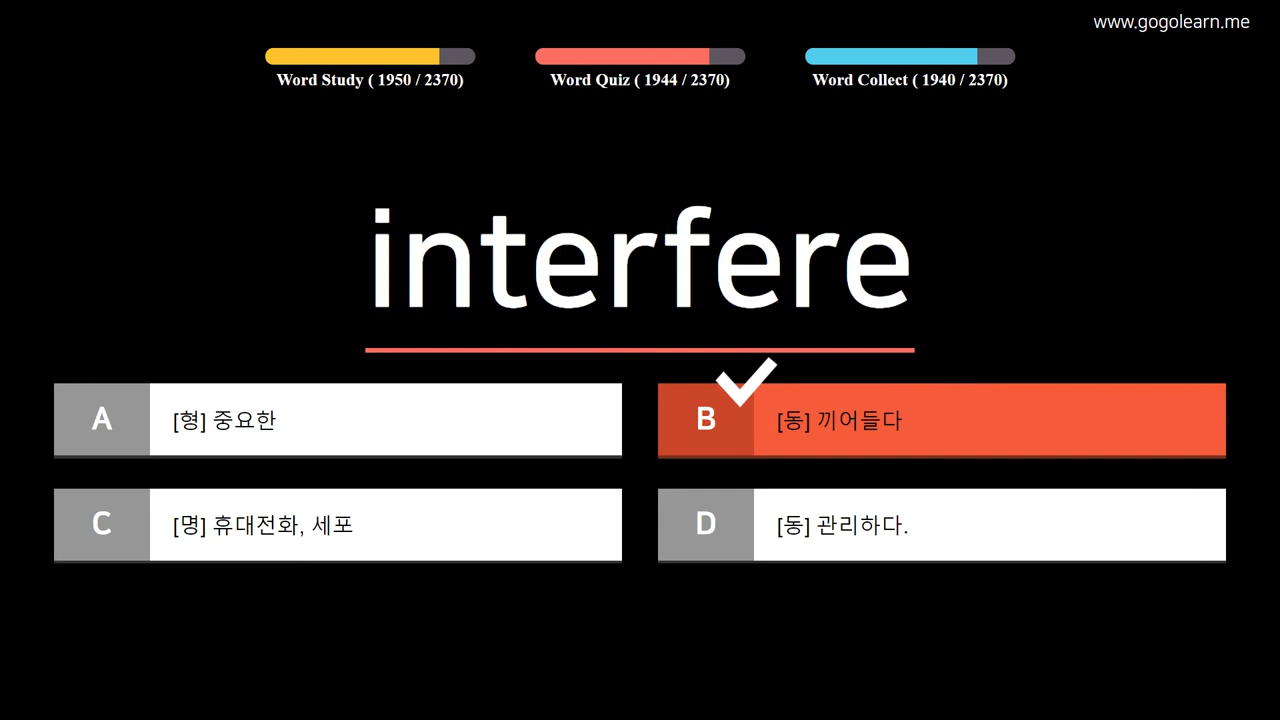 www.gogolearn.me
Word Study ( 1950 / 2370)
Word Quiz ( 1944 / 2370)
Word Collect ( 1940 / 2370)
interfere
A [형] 중요한
B [동] 끼어들다
C [명] 휴대전화, 세포
D [동] 관리하다.